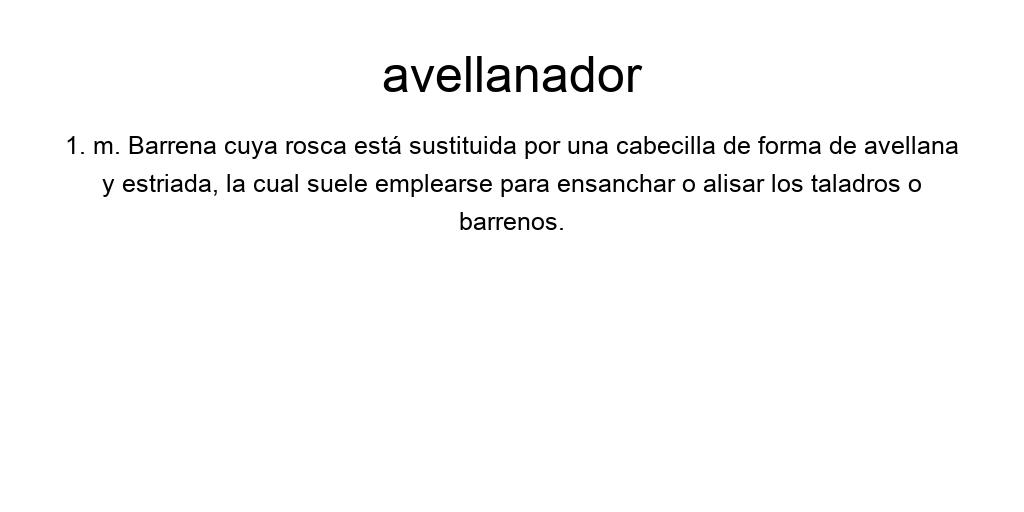 avellanador
1. m. Barrena cuya rosca está sustituida por una cabecilla de forma de avellana
y estriada, la cual suele emplearse para ensanchar o alisar los taladros o
barrenos.